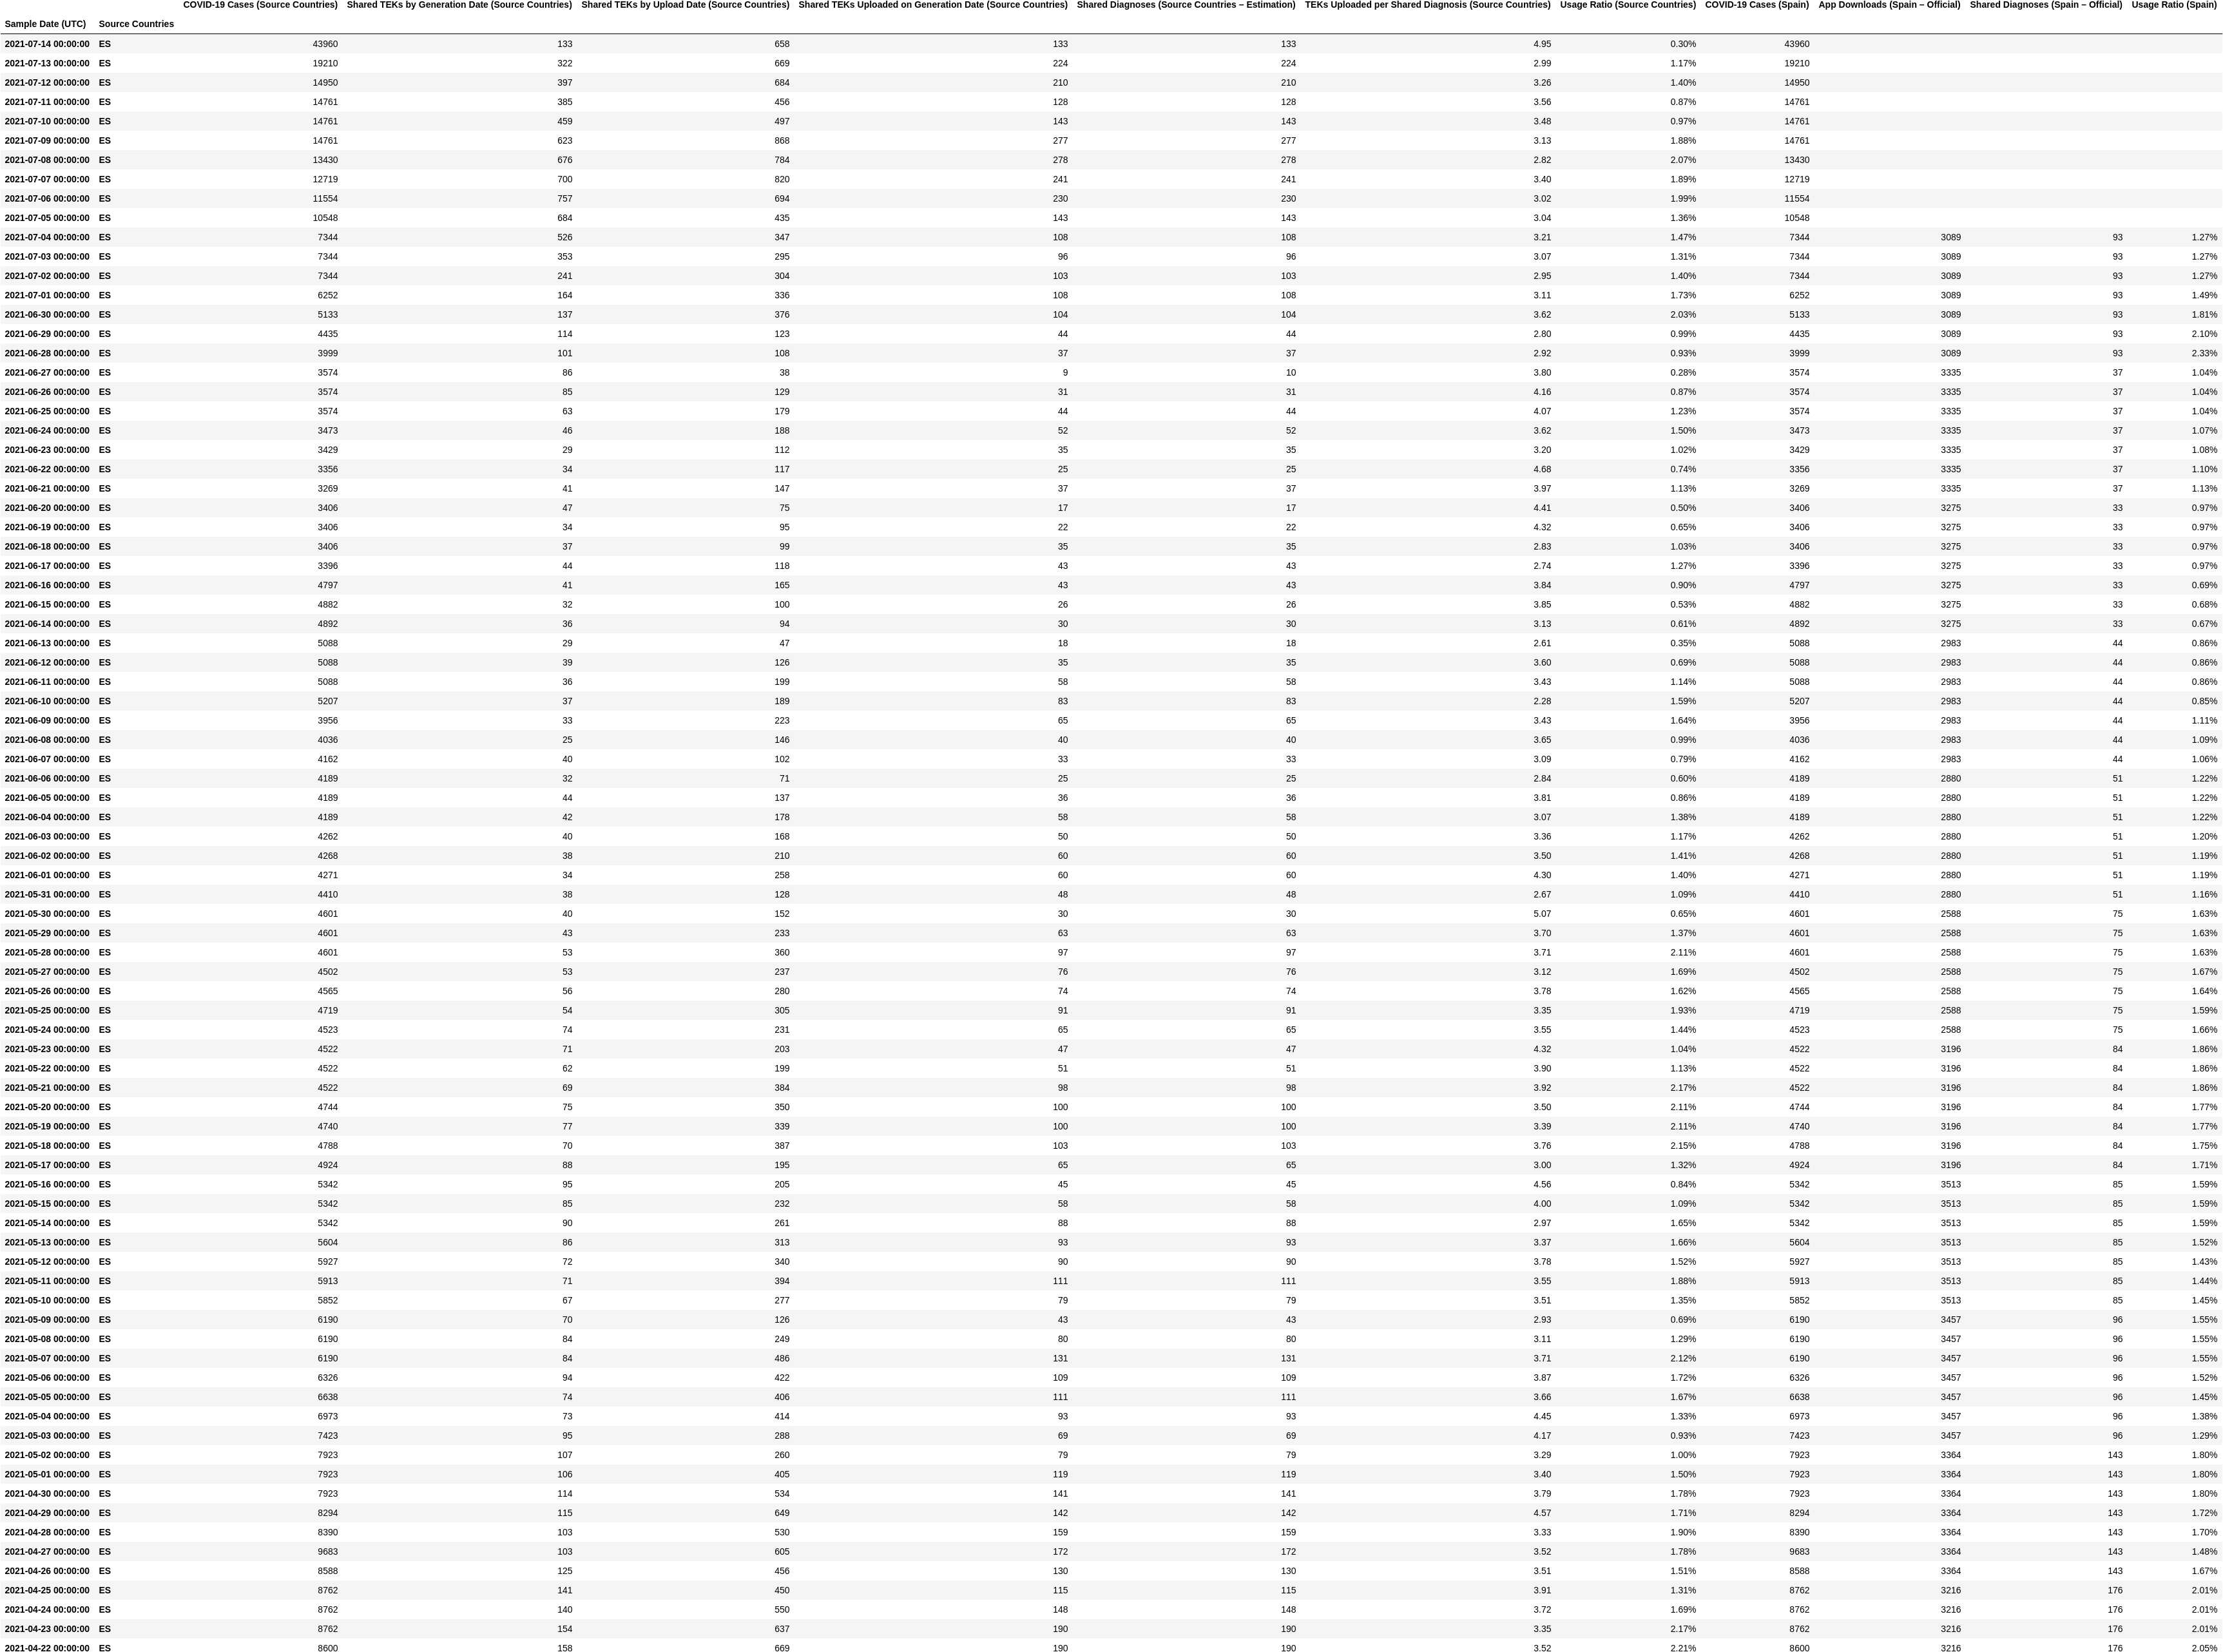 COVID-19 Cases (Source Countries) Shared TEKs by Generation Date (Source Countries) Shared TEKs by Upload Date (Source Countries) Shared TEKs Uploaded on Generation Date (Source Countries) Shared Diagnoses (Source Countries – Estimation) TEKs Uploaded per Shared Diagnosis (Source Countries) Usage Ratio (Source Countries) COVID-19 Cases (Spain) App Downloads (Spain – Official) Shared Diagnoses (Spain – Official) Usage Ratio (Spain)
Sample Date (UTC) Source Countries
2021-07-14 00:00:00 ES 43960 133 658 133 133 4.95 0.30% 43960
2021-07-13 00:00:00 ES 19210 322 669 224 224 2.99 1.17% 19210
2021-07-12 00:00:00 ES 14950 397 684 210 210 3.26 1.40% 14950
2021-07-11 00:00:00 ES 14761 385 456 128 128 3.56 0.87% 14761
2021-07-10 00:00:00 ES 14761 459 497 143 143 3.48 0.97% 14761
2021-07-09 00:00:00 ES 14761 623 868 277 277 3.13 1.88% 14761
2021-07-08 00:00:00 ES 13430 676 784 278 278 2.82 2.07% 13430
2021-07-07 00:00:00 ES 12719 700 820 241 241 3.40 1.89% 12719
2021-07-06 00:00:00 ES 11554 757 694 230 230 3.02 1.99% 11554
2021-07-05 00:00:00 ES 10548 684 435 143 143 3.04 1.36% 10548
2021-07-04 00:00:00 ES 7344 526 347 108 108 3.21 1.47% 7344 3089 93 1.27%
2021-07-03 00:00:00 ES 7344 353 295 96 96 3.07 1.31% 7344 3089 93 1.27%
2021-07-02 00:00:00 ES 7344 241 304 103 103 2.95 1.40% 7344 3089 93 1.27%
2021-07-01 00:00:00 ES 6252 164 336 108 108 3.11 1.73% 6252 3089 93 1.49%
2021-06-30 00:00:00 ES 5133 137 376 104 104 3.62 2.03% 5133 3089 93 1.81%
2021-06-29 00:00:00 ES 4435 114 123 44 44 2.80 0.99% 4435 3089 93 2.10%
2021-06-28 00:00:00 ES 3999 101 108 37 37 2.92 0.93% 3999 3089 93 2.33%
2021-06-27 00:00:00 ES 3574 86 38 9 10 3.80 0.28% 3574 3335 37 1.04%
2021-06-26 00:00:00 ES 3574 85 129 31 31 4.16 0.87% 3574 3335 37 1.04%
2021-06-25 00:00:00 ES 3574 63 179 44 44 4.07 1.23% 3574 3335 37 1.04%
2021-06-24 00:00:00 ES 3473 46 188 52 52 3.62 1.50% 3473 3335 37 1.07%
2021-06-23 00:00:00 ES 3429 29 112 35 35 3.20 1.02% 3429 3335 37 1.08%
2021-06-22 00:00:00 ES 3356 34 117 25 25 4.68 0.74% 3356 3335 37 1.10%
2021-06-21 00:00:00 ES 3269 41 147 37 37 3.97 1.13% 3269 3335 37 1.13%
2021-06-20 00:00:00 ES 3406 47 75 17 17 4.41 0.50% 3406 3275 33 0.97%
2021-06-19 00:00:00 ES 3406 34 95 22 22 4.32 0.65% 3406 3275 33 0.97%
2021-06-18 00:00:00 ES 3406 37 99 35 35 2.83 1.03% 3406 3275 33 0.97%
2021-06-17 00:00:00 ES 3396 44 118 43 43 2.74 1.27% 3396 3275 33 0.97%
2021-06-16 00:00:00 ES 4797 41 165 43 43 3.84 0.90% 4797 3275 33 0.69%
2021-06-15 00:00:00 ES 4882 32 100 26 26 3.85 0.53% 4882 3275 33 0.68%
2021-06-14 00:00:00 ES 4892 36 94 30 30 3.13 0.61% 4892 3275 33 0.67%
2021-06-13 00:00:00 ES 5088 29 47 18 18 2.61 0.35% 5088 2983 44 0.86%
2021-06-12 00:00:00 ES 5088 39 126 35 35 3.60 0.69% 5088 2983 44 0.86%
2021-06-11 00:00:00 ES 5088 36 199 58 58 3.43 1.14% 5088 2983 44 0.86%
2021-06-10 00:00:00 ES 5207 37 189 83 83 2.28 1.59% 5207 2983 44 0.85%
2021-06-09 00:00:00 ES 3956 33 223 65 65 3.43 1.64% 3956 2983 44 1.11%
2021-06-08 00:00:00 ES 4036 25 146 40 40 3.65 0.99% 4036 2983 44 1.09%
2021-06-07 00:00:00 ES 4162 40 102 33 33 3.09 0.79% 4162 2983 44 1.06%
2021-06-06 00:00:00 ES 4189 32 71 25 25 2.84 0.60% 4189 2880 51 1.22%
2021-06-05 00:00:00 ES 4189 44 137 36 36 3.81 0.86% 4189 2880 51 1.22%
2021-06-04 00:00:00 ES 4189 42 178 58 58 3.07 1.38% 4189 2880 51 1.22%
2021-06-03 00:00:00 ES 4262 40 168 50 50 3.36 1.17% 4262 2880 51 1.20%
2021-06-02 00:00:00 ES 4268 38 210 60 60 3.50 1.41% 4268 2880 51 1.19%
2021-06-01 00:00:00 ES 4271 34 258 60 60 4.30 1.40% 4271 2880 51 1.19%
2021-05-31 00:00:00 ES 4410 38 128 48 48 2.67 1.09% 4410 2880 51 1.16%
2021-05-30 00:00:00 ES 4601 40 152 30 30 5.07 0.65% 4601 2588 75 1.63%
2021-05-29 00:00:00 ES 4601 43 233 63 63 3.70 1.37% 4601 2588 75 1.63%
2021-05-28 00:00:00 ES 4601 53 360 97 97 3.71 2.11% 4601 2588 75 1.63%
2021-05-27 00:00:00 ES 4502 53 237 76 76 3.12 1.69% 4502 2588 75 1.67%
2021-05-26 00:00:00 ES 4565 56 280 74 74 3.78 1.62% 4565 2588 75 1.64%
2021-05-25 00:00:00 ES 4719 54 305 91 91 3.35 1.93% 4719 2588 75 1.59%
2021-05-24 00:00:00 ES 4523 74 231 65 65 3.55 1.44% 4523 2588 75 1.66%
2021-05-23 00:00:00 ES 4522 71 203 47 47 4.32 1.04% 4522 3196 84 1.86%
2021-05-22 00:00:00 ES 4522 62 199 51 51 3.90 1.13% 4522 3196 84 1.86%
2021-05-21 00:00:00 ES 4522 69 384 98 98 3.92 2.17% 4522 3196 84 1.86%
2021-05-20 00:00:00 ES 4744 75 350 100 100 3.50 2.11% 4744 3196 84 1.77%
2021-05-19 00:00:00 ES 4740 77 339 100 100 3.39 2.11% 4740 3196 84 1.77%
2021-05-18 00:00:00 ES 4788 70 387 103 103 3.76 2.15% 4788 3196 84 1.75%
2021-05-17 00:00:00 ES 4924 88 195 65 65 3.00 1.32% 4924 3196 84 1.71%
2021-05-16 00:00:00 ES 5342 95 205 45 45 4.56 0.84% 5342 3513 85 1.59%
2021-05-15 00:00:00 ES 5342 85 232 58 58 4.00 1.09% 5342 3513 85 1.59%
2021-05-14 00:00:00 ES 5342 90 261 88 88 2.97 1.65% 5342 3513 85 1.59%
2021-05-13 00:00:00 ES 5604 86 313 93 93 3.37 1.66% 5604 3513 85 1.52%
2021-05-12 00:00:00 ES 5927 72 340 90 90 3.78 1.52% 5927 3513 85 1.43%
2021-05-11 00:00:00 ES 5913 71 394 111 111 3.55 1.88% 5913 3513 85 1.44%
2021-05-10 00:00:00 ES 5852 67 277 79 79 3.51 1.35% 5852 3513 85 1.45%
2021-05-09 00:00:00 ES 6190 70 126 43 43 2.93 0.69% 6190 3457 96 1.55%
2021-05-08 00:00:00 ES 6190 84 249 80 80 3.11 1.29% 6190 3457 96 1.55%
2021-05-07 00:00:00 ES 6190 84 486 131 131 3.71 2.12% 6190 3457 96 1.55%
2021-05-06 00:00:00 ES 6326 94 422 109 109 3.87 1.72% 6326 3457 96 1.52%
2021-05-05 00:00:00 ES 6638 74 406 111 111 3.66 1.67% 6638 3457 96 1.45%
2021-05-04 00:00:00 ES 6973 73 414 93 93 4.45 1.33% 6973 3457 96 1.38%
2021-05-03 00:00:00 ES 7423 95 288 69 69 4.17 0.93% 7423 3457 96 1.29%
2021-05-02 00:00:00 ES 7923 107 260 79 79 3.29 1.00% 7923 3364 143 1.80%
2021-05-01 00:00:00 ES 7923 106 405 119 119 3.40 1.50% 7923 3364 143 1.80%
2021-04-30 00:00:00 ES 7923 114 534 141 141 3.79 1.78% 7923 3364 143 1.80%
2021-04-29 00:00:00 ES 8294 115 649 142 142 4.57 1.71% 8294 3364 143 1.72%
2021-04-28 00:00:00 ES 8390 103 530 159 159 3.33 1.90% 8390 3364 143 1.70%
2021-04-27 00:00:00 ES 9683 103 605 172 172 3.52 1.78% 9683 3364 143 1.48%
2021-04-26 00:00:00 ES 8588 125 456 130 130 3.51 1.51% 8588 3364 143 1.67%
2021-04-25 00:00:00 ES 8762 141 450 115 115 3.91 1.31% 8762 3216 176 2.01%
2021-04-24 00:00:00 ES 8762 140 550 148 148 3.72 1.69% 8762 3216 176 2.01%
2021-04-23 00:00:00 ES 8762 154 637 190 190 3.35 2.17% 8762 3216 176 2.01%
2021-04-22 00:00:00 ES 8600 158 669 190 190 3.52 2.21% 8600 3216 176 2.05%